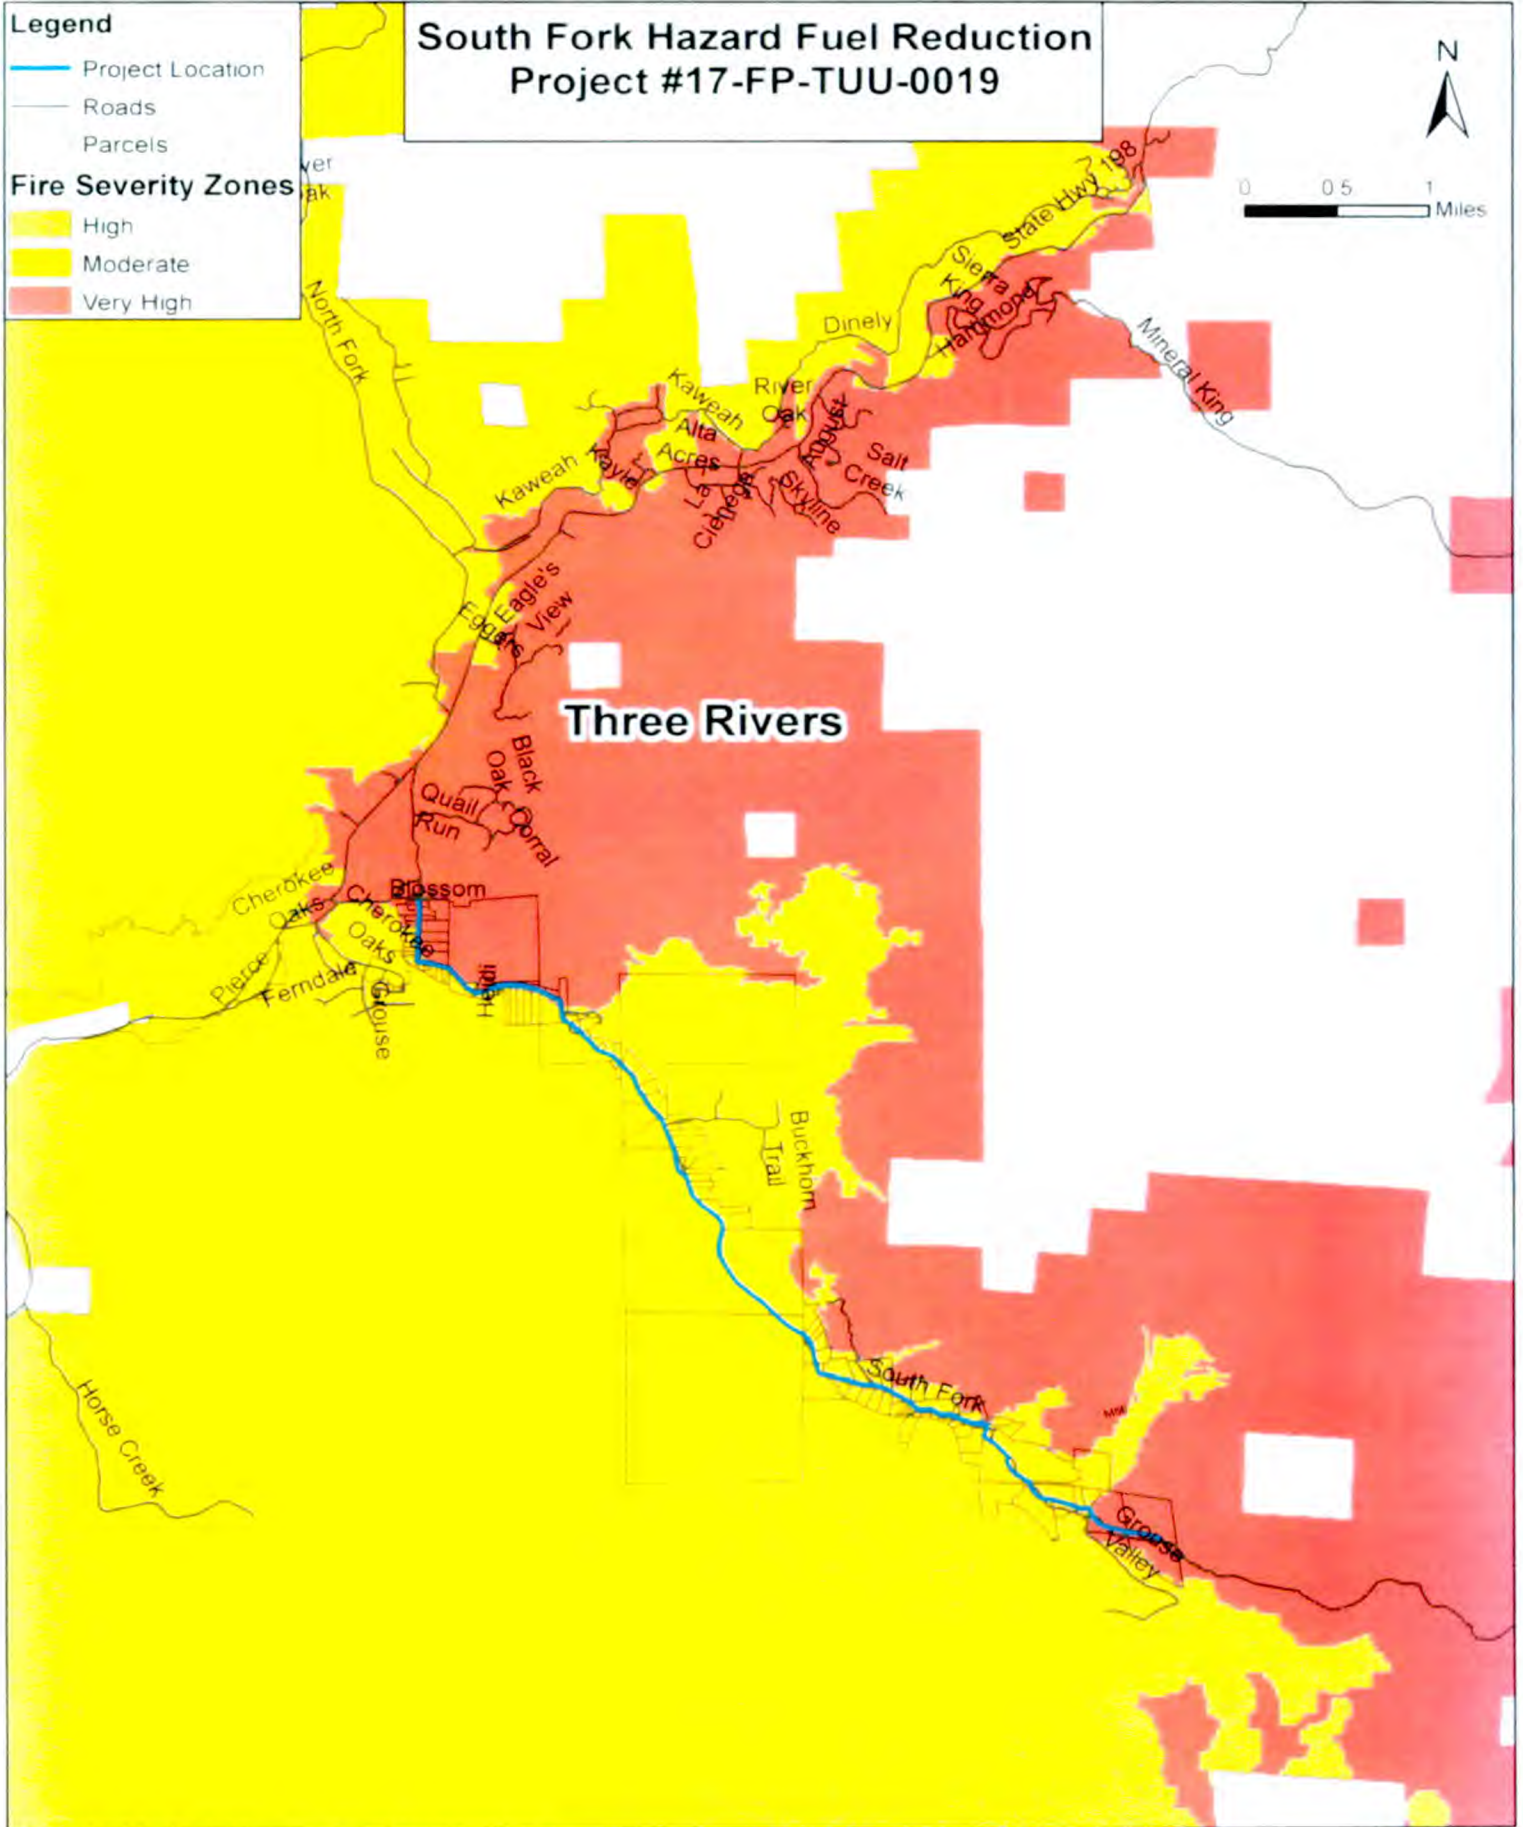 Legend
Project Location
Roads
Parcels
Fire Severity Zones
High
Moderate
Very High
South Fork Hazard Fuel Reduction
Project #17-FP-TUU-0019
N
0 0.5 1
Miles
State Hwy 198
Sierra
King
Hammond
Dinely
Mineral King
North Fork
Kaweah
River
Oak
Alta
Acres
August
Salt
Creek
Kaweah
Kayle
La
Cienega
Skyline
Eagle's
View
Eggers
Three Rivers
Black
Oak
Quail
Run
Corral
Cherokee
Oaks
Blossom
Cherokee
Oaks
Pierce
Ferndale
Grouse
Heidi
Buckhorn
Trail
South Fork
Horse Creek
Grouse
Valley